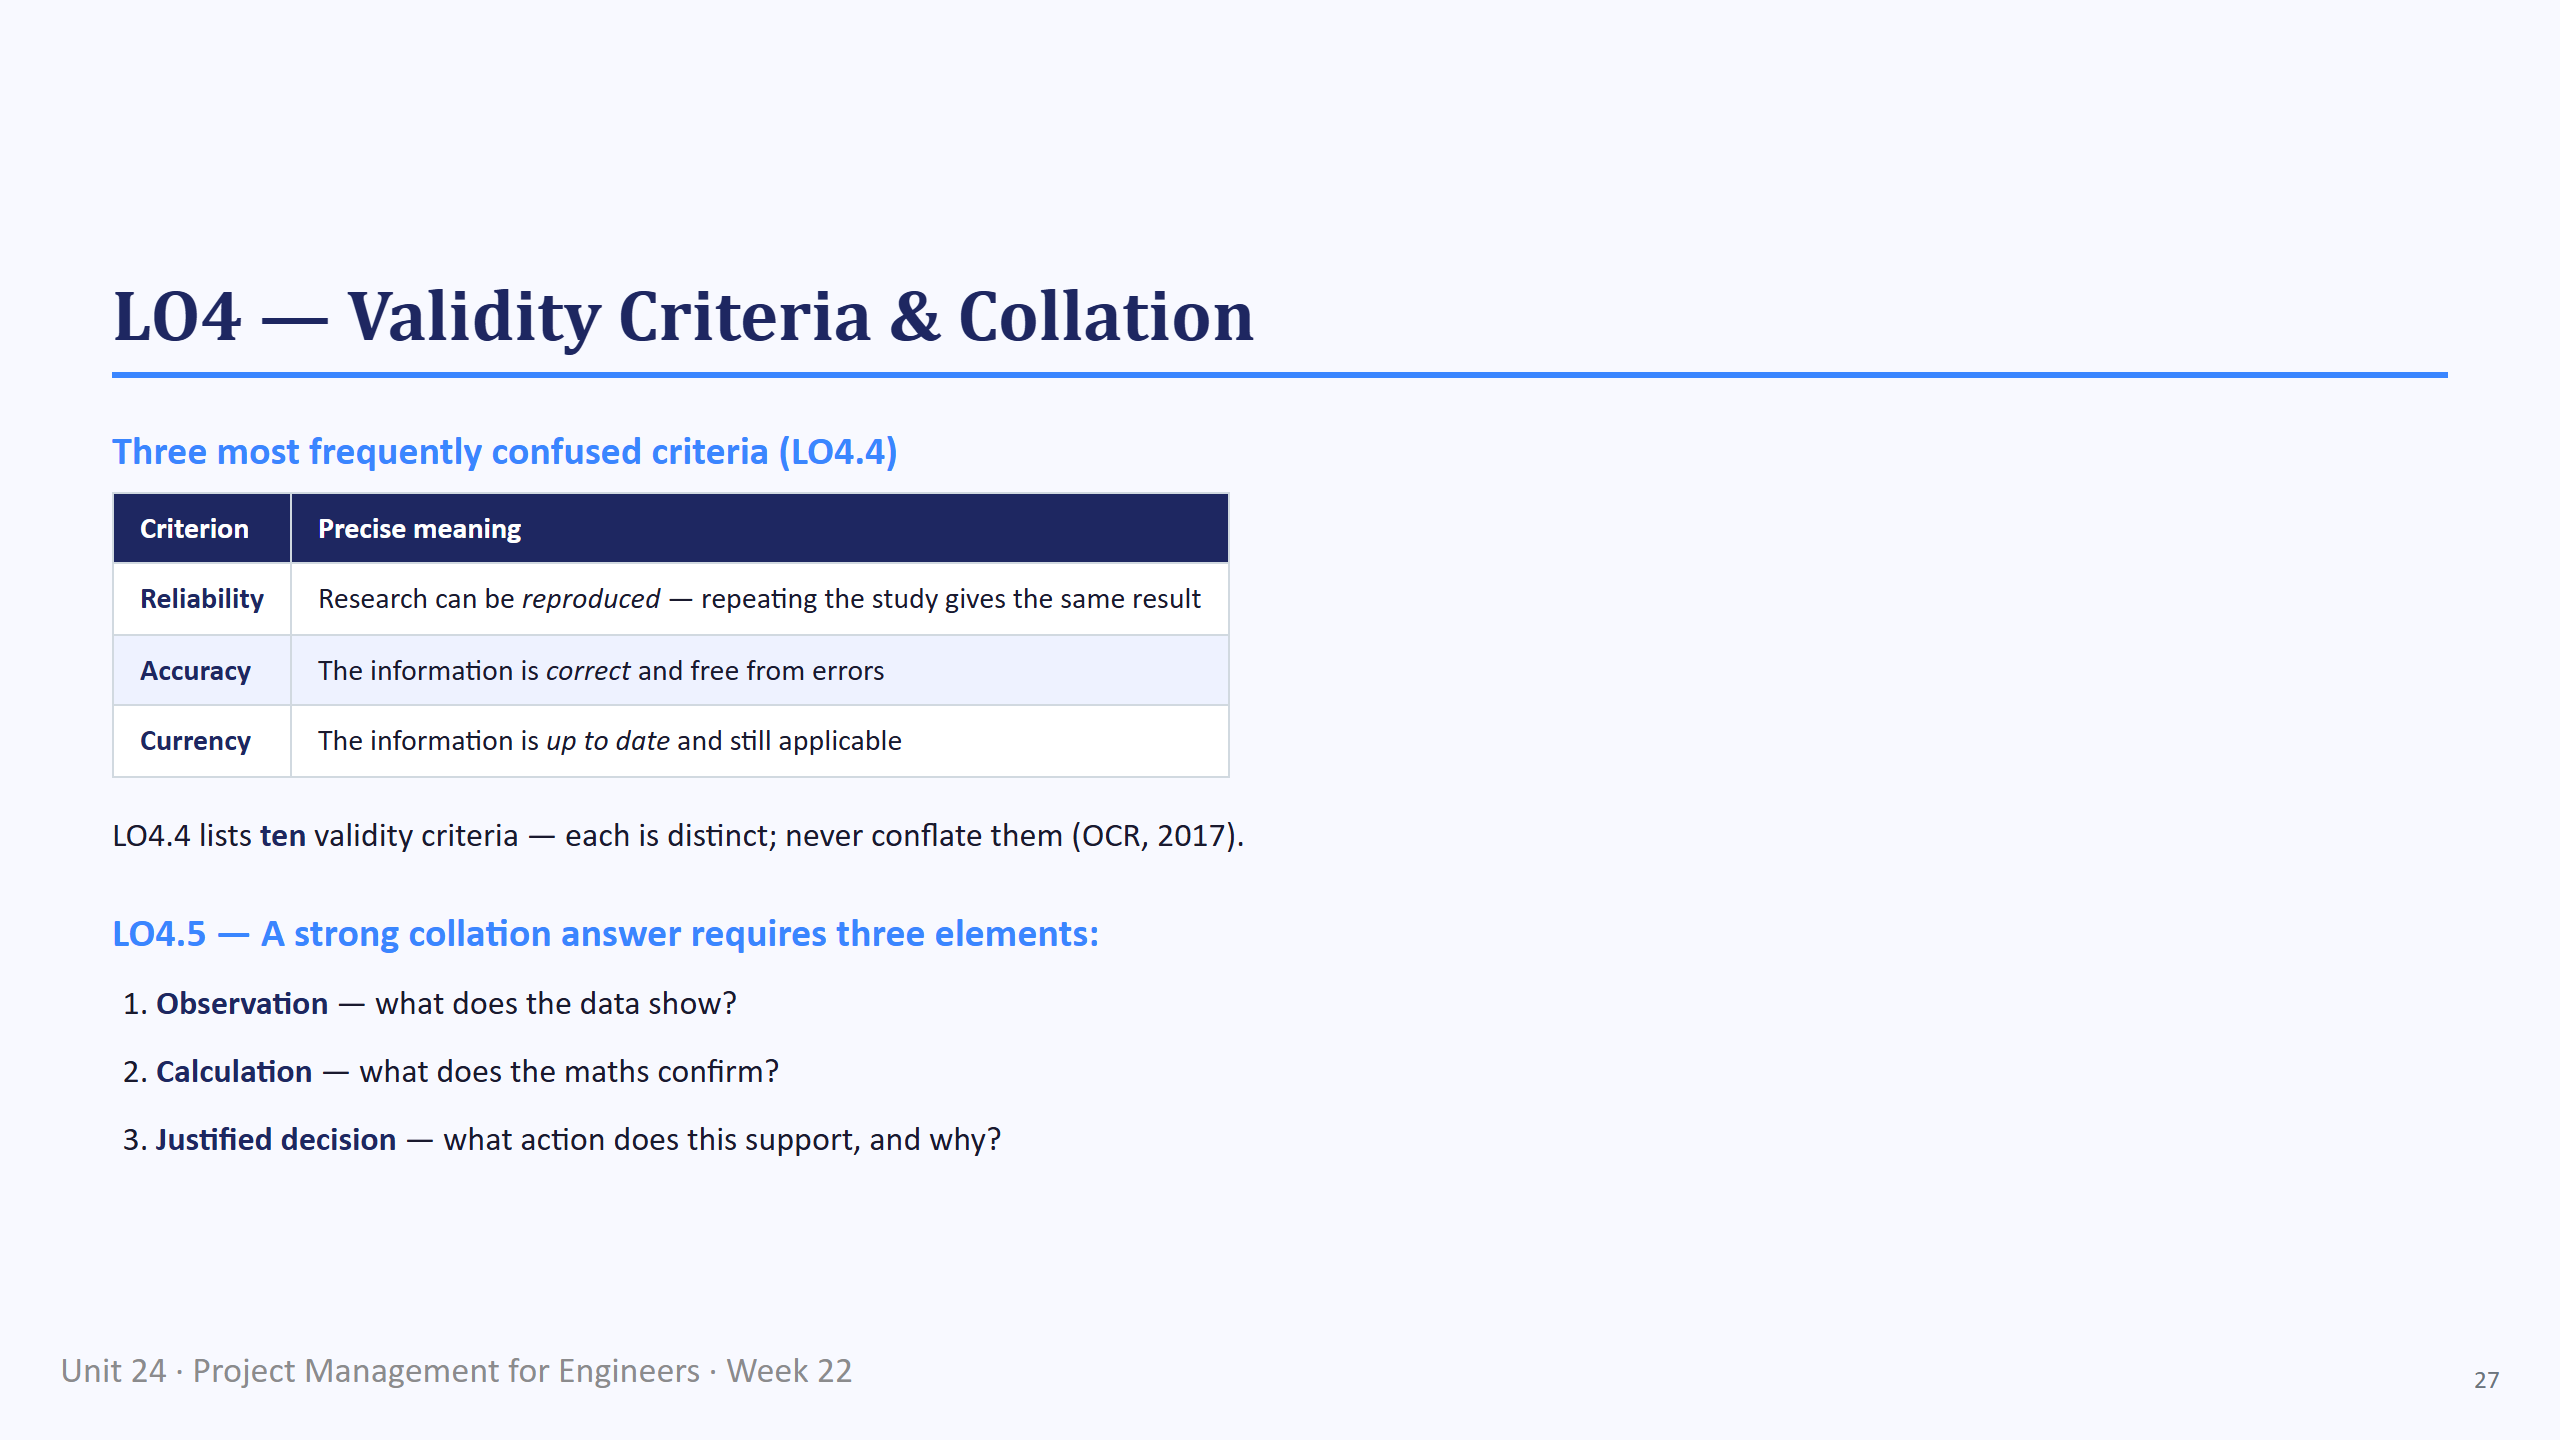 LO4 — Validity Criteria & Collation
Three most frequently confused criteria (LO4.4)
Criterion Precise meaning
Reliability Research can be reproduced — repeating the study gives the same result
Accuracy The information is correct and free from errors
Currency The information is up to date and still applicable
LO4.4 lists ten validity criteria — each is distinct; never conflate them (OCR, 2017).
LO4.5 — A strong collation answer requires three elements:
1. Observation — what does the data show?
2. Calculation — what does the maths confirm?
3. Justified decision — what action does this support, and why?
Unit 24 · Project Management for Engineers · Week 22
27